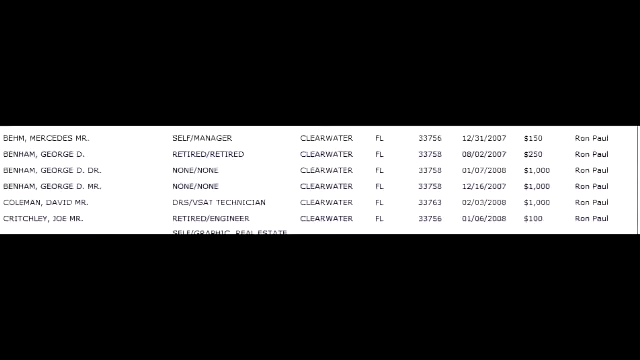 BEHM, MERCEDES MR. SELF/MANAGER CLEARWATER FL 33756 12/31/2007 $150 Ron Paul
BENHAM, GEORGE D. RETIRED/RETIRED CLEARWATER FL 33758 08/02/2007 $250 Ron Paul
BENHAM, GEORGE D. DR. NONE/NONE CLEARWATER FL 33758 01/07/2008 $1,000 Ron Paul
BENHAM, GEORGE D. MR. NONE/NONE CLEARWATER FL 33758 12/16/2007 $1,000 Ron Paul
COLEMAN, DAVID MR. DRS/VSAT TECHNICIAN CLEARWATER FL 33763 02/03/2008 $1,000 Ron Paul
CRITCHLEY, JOE MR. RETIRED/ENGINEER CLEARWATER FL 33756 01/06/2008 $100 Ron Paul
SELF/GRAPHIC, REAL ESTATE